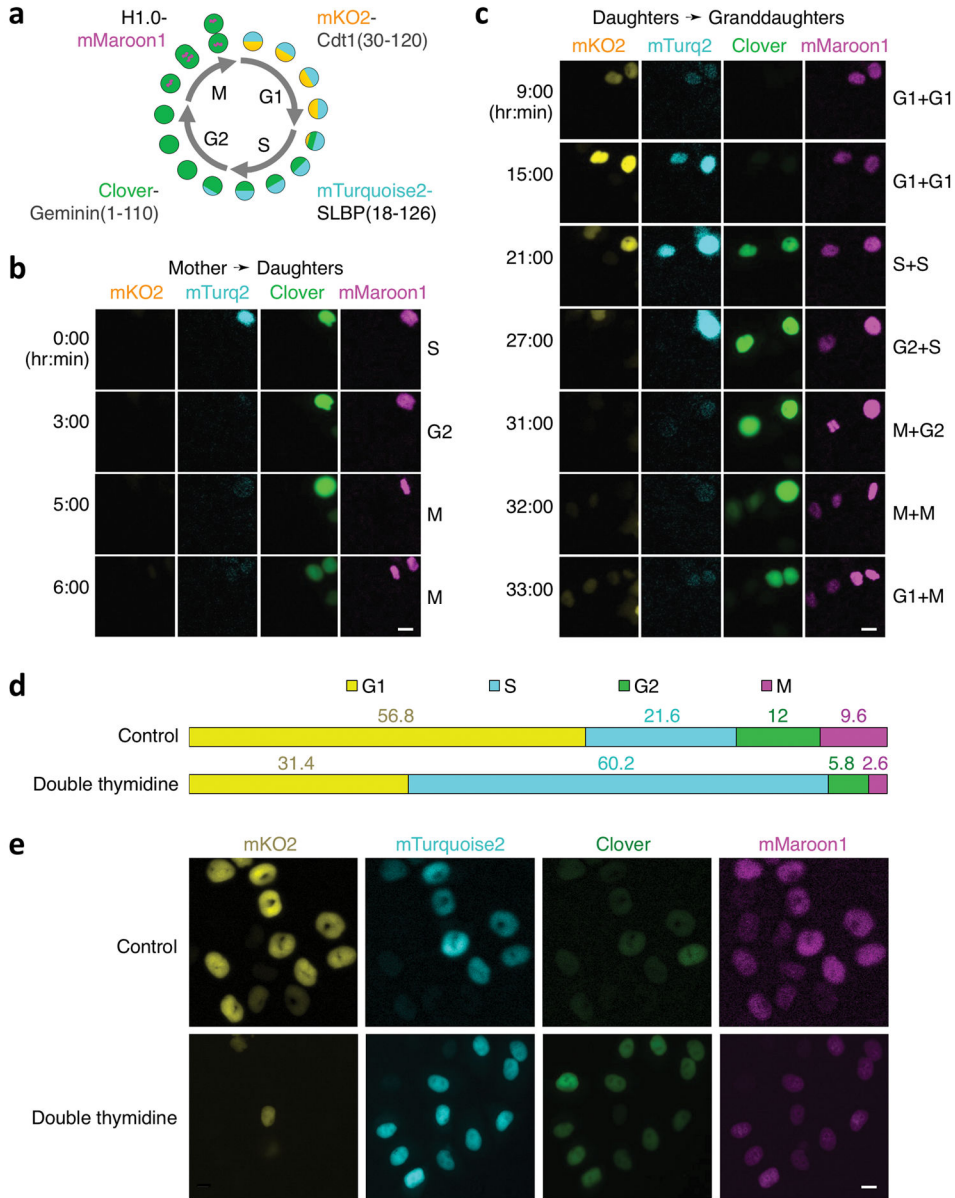 a
H1.0-
mMaroon1
mKO2-
Cdt1(30-120)
M
G1
G2
S
Clover-
Geminin(1-110)
mTurquoise2-
SLBP(18-126)
b
Mother → Daughters
mKO2 mTurq2 Clover mMaroon1
0:00
(hr:min)
S
3:00
G2
5:00
M
6:00
M
c
Daughters → Granddaughters
mKO2 mTurq2 Clover mMaroon1
9:00
(hr:min)
G1+G1
15:00
G1+G1
21:00
S+S
27:00
G2+S
31:00
M+G2
32:00
M+M
33:00
G1+M
d
G1 S G2 M
56.8 21.6 12 9.6
Control
31.4 60.2 5.8 2.6
Double thymidine
e
mKO2 mTurquoise2 Clover mMaroon1
Control
Double thymidine